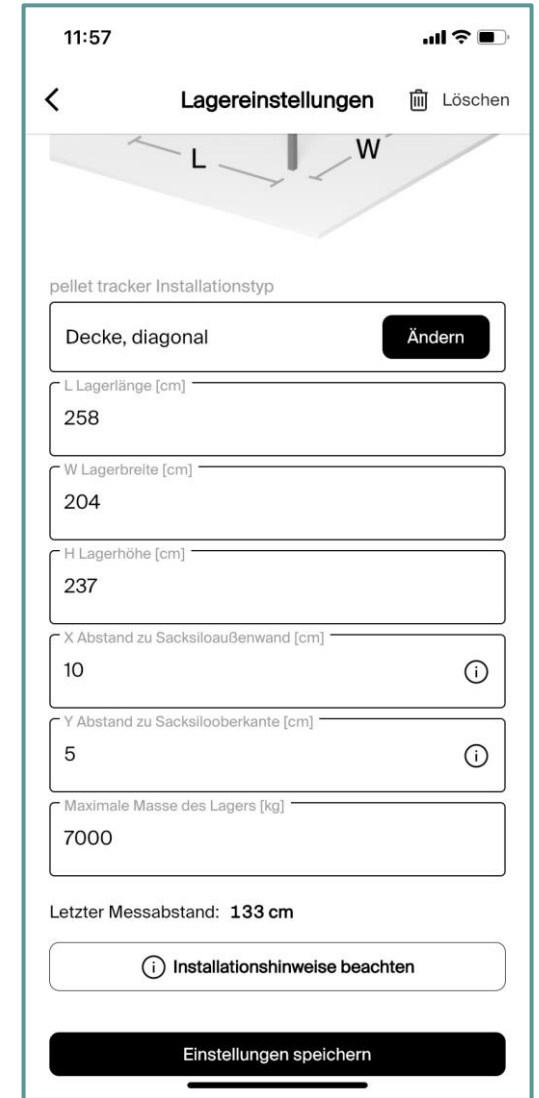 11:57
Lagereinstellungen
Löschen
L
W
pellet tracker Installationstyp
Decke, diagonal
Ändern
L Lagerlänge [cm]
258
W Lagerbreite [cm]
204
H Lagerhöhe [cm]
237
X Abstand zu Sacksiloaußenwand [cm]
10
Y Abstand zu Sacksilooberkante [cm]
5
Maximale Masse des Lagers [kg]
7000
Letzter Messabstand: 133 cm
Installationshinweise beachten
Einstellungen speichern